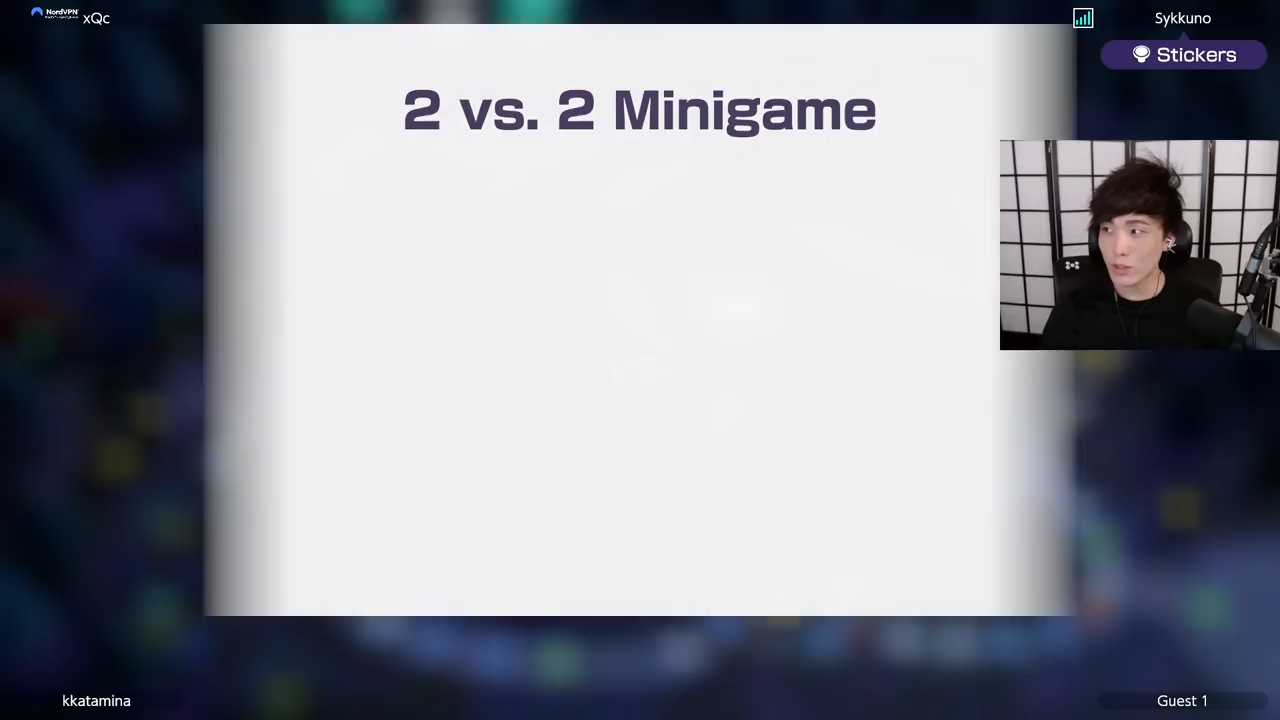 NordVPN
xQc
Sykkuno
Stickers
2 vs. 2 Minigame
kkatamina
Guest 1